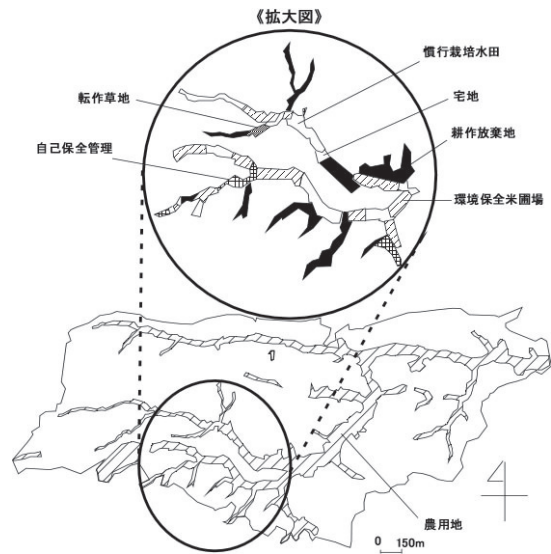 《拡大図》
慣行栽培水田
転作草地
宅地
耕作放棄地
自己保全管理
環境保全米圃場
1
農用地
0 150m